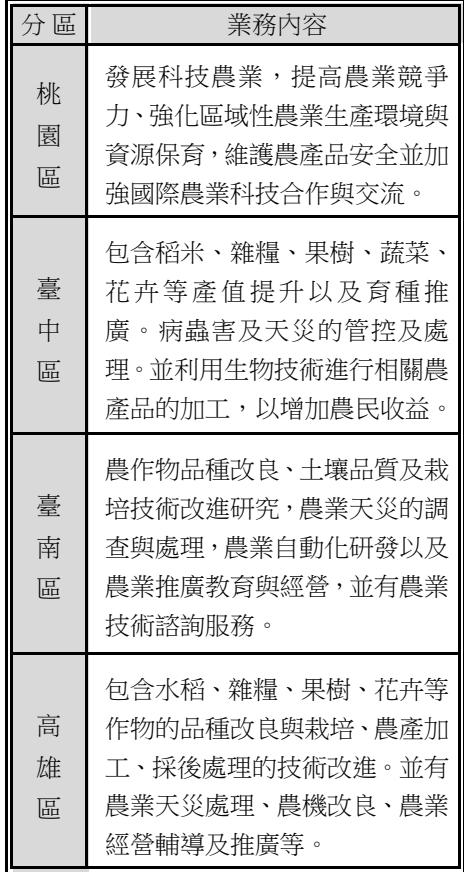 分區 業務內容
桃園區
發展科技農業，提高農業競爭
力、強化區域性農業生產環境與
資源保育，維護農產品安全並加
強國際農業科技合作與交流。
臺中區
包含稻米、雜糧、果樹、蔬菜、
花卉等產值提升以及育種推
廣。病蟲害及天災的管控及處
理。並利用生物技術進行相關農
產品的加工，以增加農民收益。
臺南區
農作物品種改良、土壤品質及栽
培技術改進研究，農業天災的調
查與處理，農業自動化研發以及
農業推廣教育與經營，並有農業
技術諮詢服務。
高雄區
包含水稻、雜糧、果樹、花卉等
作物的品種改良與栽培、農產加
工、採後處理的技術改進。並有
農業天災處理、農機改良、農業
經營輔導及推廣等。